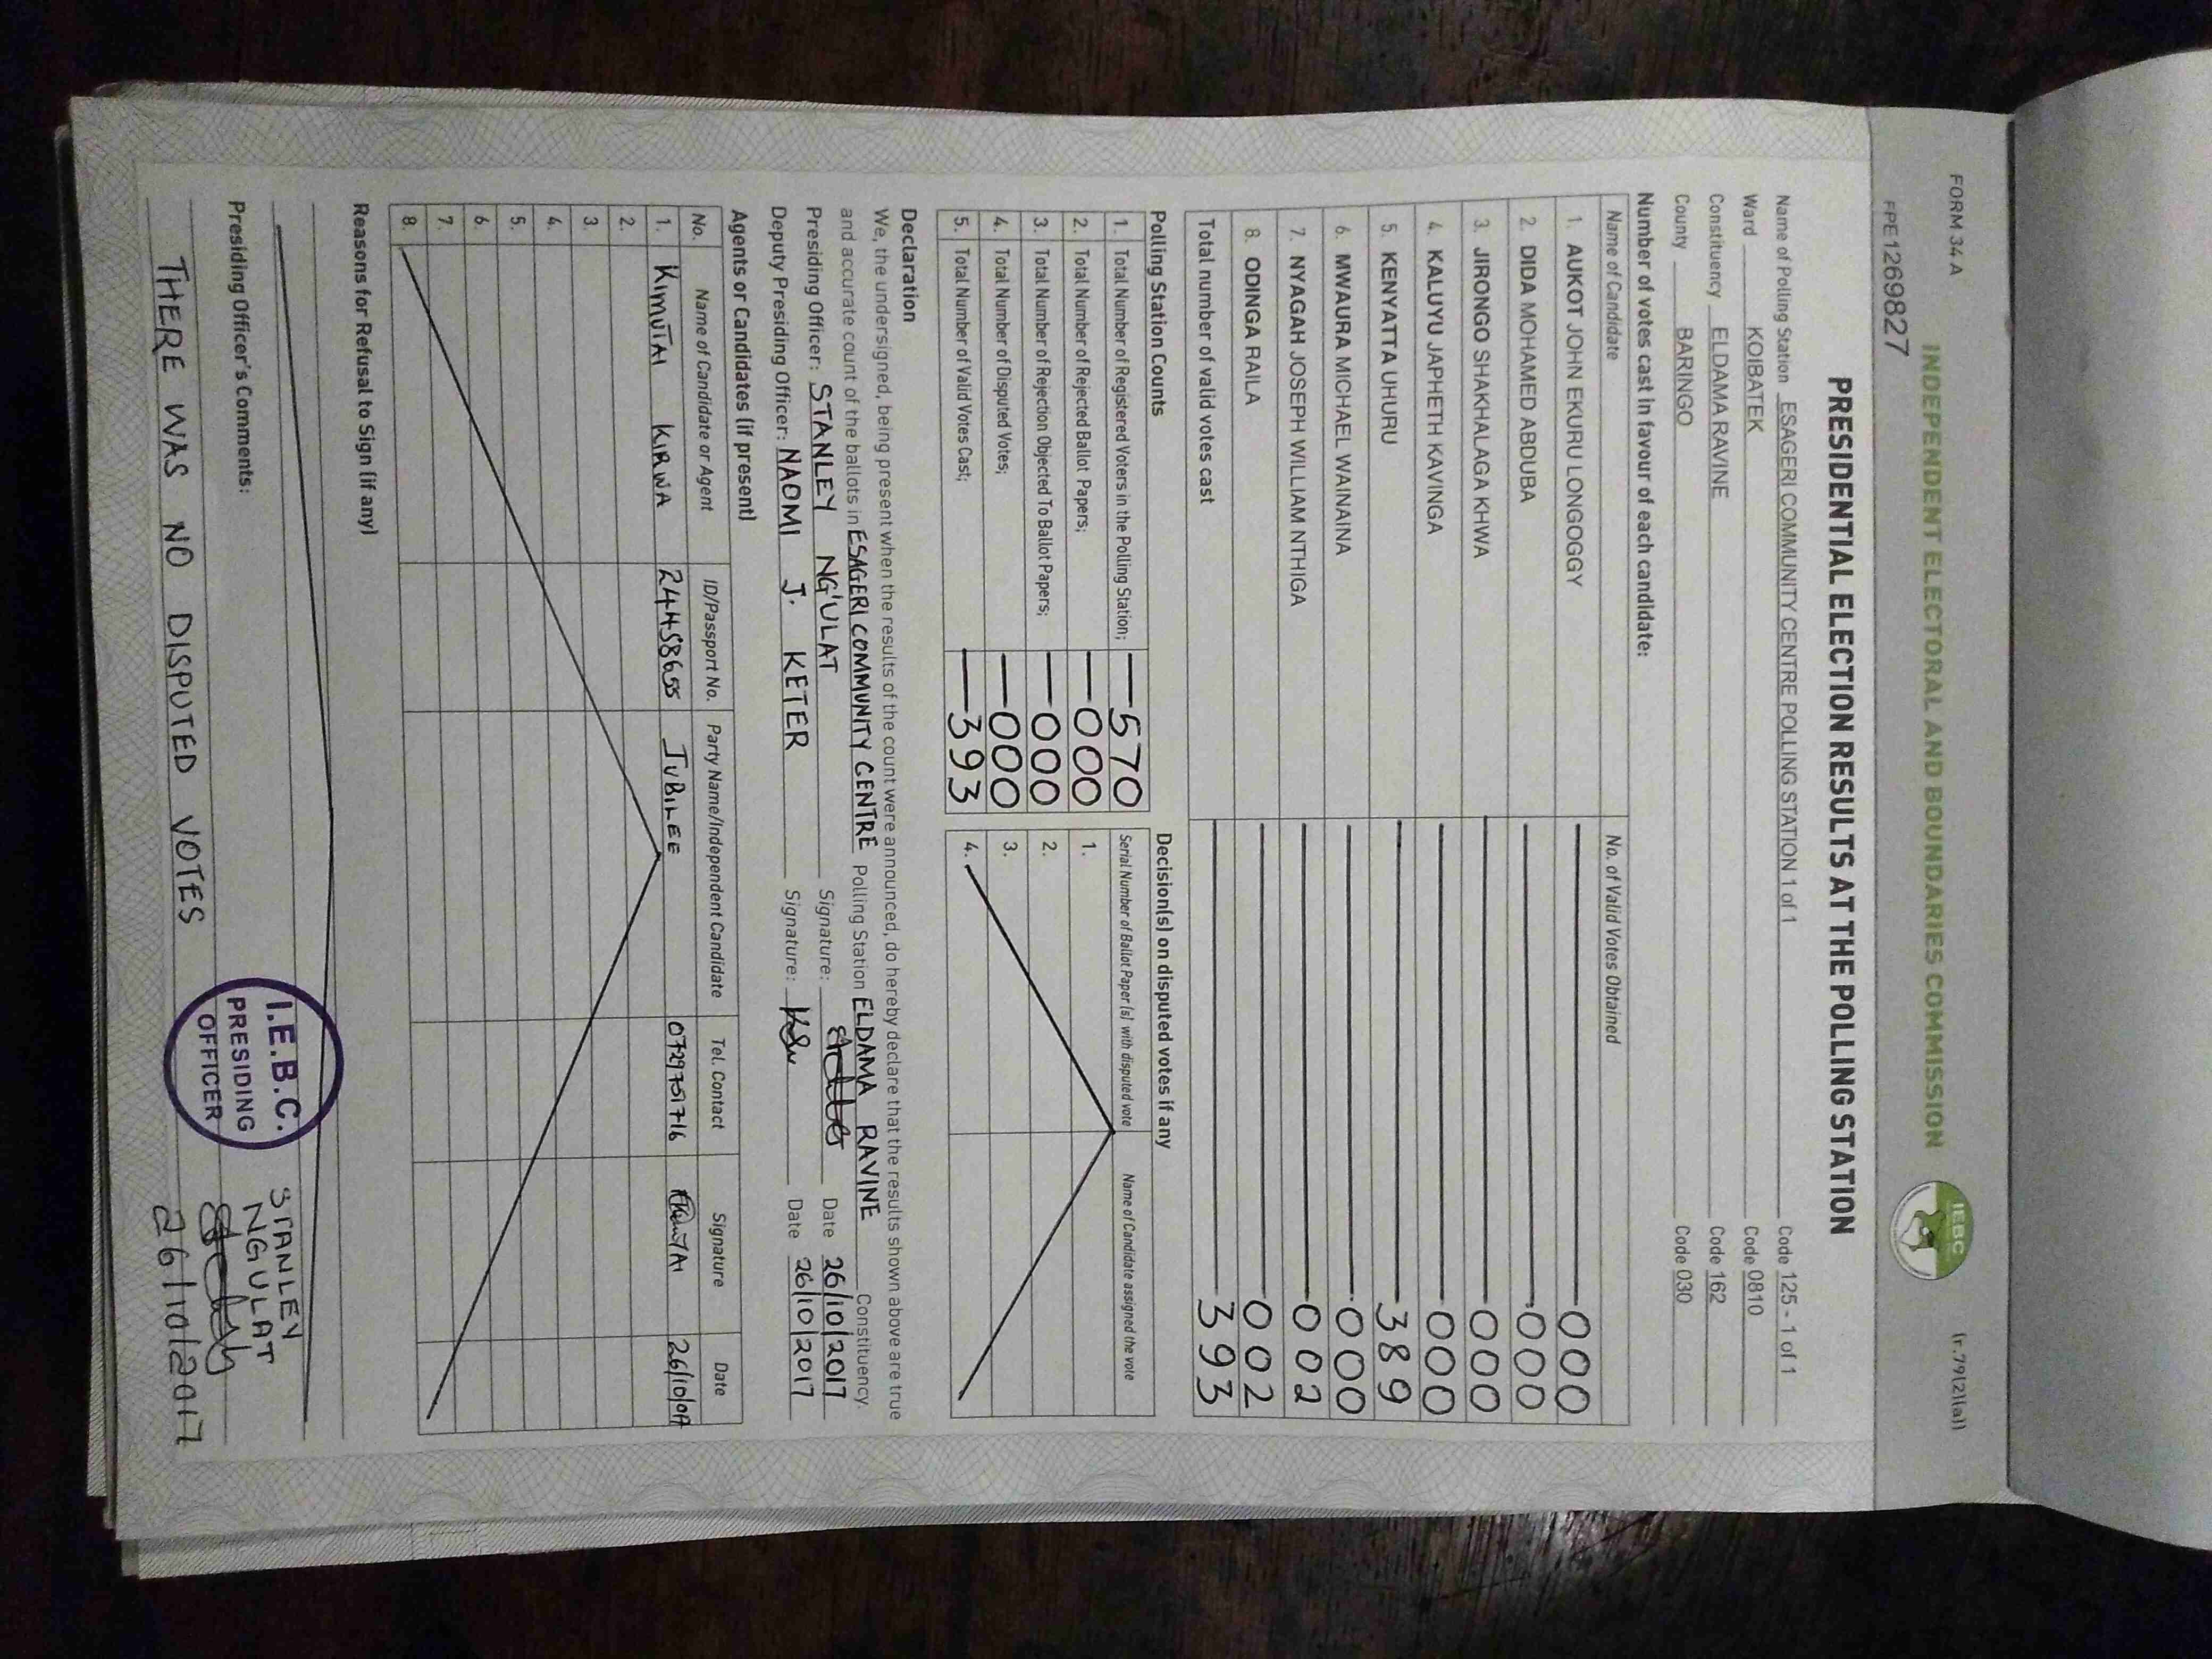 FORM 34 A
(r.79(2)(a))
INDEPENDENT ELECTORAL AND BOUNDARIES COMMISSION
IEBC
FPE1269827
PRESIDENTIAL ELECTION RESULTS AT THE POLLING STATION
Name of Polling Station ESAGERI COMMUNITY CENTRE POLLING STATION 1 of 1 Code 125 - 1 of 1
Ward KOIBATEK Code 0810
Constituency ELDAMA RAVINE Code 162
County BARINGO Code 030
Number of votes cast in favour of each candidate:
Name of Candidate No. of Valid Votes Obtained
1. AUKOT JOHN EKURU LONGOGGY 000
2. DIDA MOHAMED ABDUBA 000
3. JIRONGO SHAKHALAGA KHWA 000
4. KALUYU JAPHETH KAVINGA 000
5. KENYATTA UHURU 389
6. MWAURA MICHAEL WAINAINA 000
7. NYAGAH JOSEPH WILLIAM NTHIGA 002
8. ODINGA RAILA 002
Total number of valid votes cast 393
Polling Station Counts
1. Total Number of Registered Voters in the Polling Station; 570
2. Total Number of Rejected Ballot Papers; 000
3. Total Number of Rejection Objected To Ballot Papers; 000
4. Total Number of Disputed Votes; 000
5. Total Number of Valid Votes Cast; 393
Decision(s) on disputed votes if any
Serial Number of Ballot Paper (s) with disputed vote Name of Candidate assigned the vote
1.
2.
3.
4.
Declaration
We, the undersigned, being present when the results of the count were announced, do hereby declare that the results shown above are true
and accurate count of the ballots in ESAGERI COMMUNITY CENTRE Polling Station ELDAMA RAVINE Constituency.
Presiding Officer: STANLEY NG'ULAT Signature: Date 26/10/2017
Deputy Presiding Officer: NAOMI J. KETER Signature: Date 26/10/2017
Agents or Candidates (if present)
No. Name of Candidate or Agent ID/Passport No. Party Name/Independent Candidate Tel. Contact Signature Date
1. KIMUTAI KIRWA 24458655 JUBILEE 0729751716 26/10/017
2.
3.
4.
5.
6.
7.
8.
Reasons for Refusal to Sign (if any)
Presiding Officer's Comments:
THERE WAS NO DISPUTED VOTES
I.E.B.C.
PRESIDING
OFFICER
STANLEY
NGULAT
26/10/2017